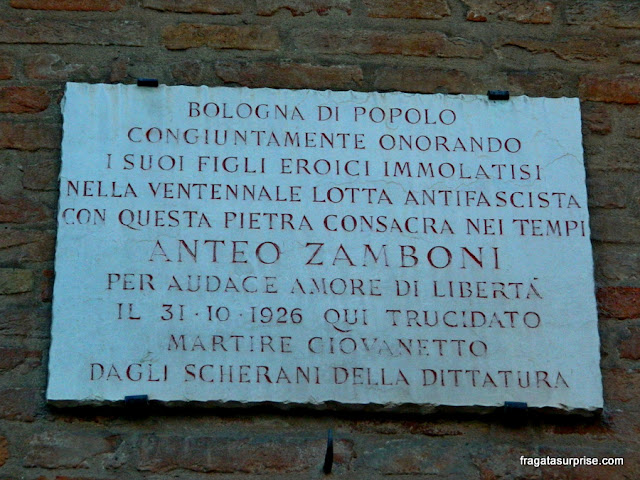 BOLOGNA DI POPOLO
CONGIUNTAMENTE ONORANDO
I SUOI FIGLI EROICI IMMOLATISI
NELLA VENTENNALE LOTTA ANTIFASCISTA
CON QUESTA PIETRA CONSACRA NEI TEMPI
ANTEO ZAMBONI
PER AUDACE AMORE DI LIBERTÁ
IL 31·10·1926 QUI TRUCIDATO
MARTIRE GIOVANETTO
DAGLI SCHERANI DELLA DITTATURA
fragatasurprise.com